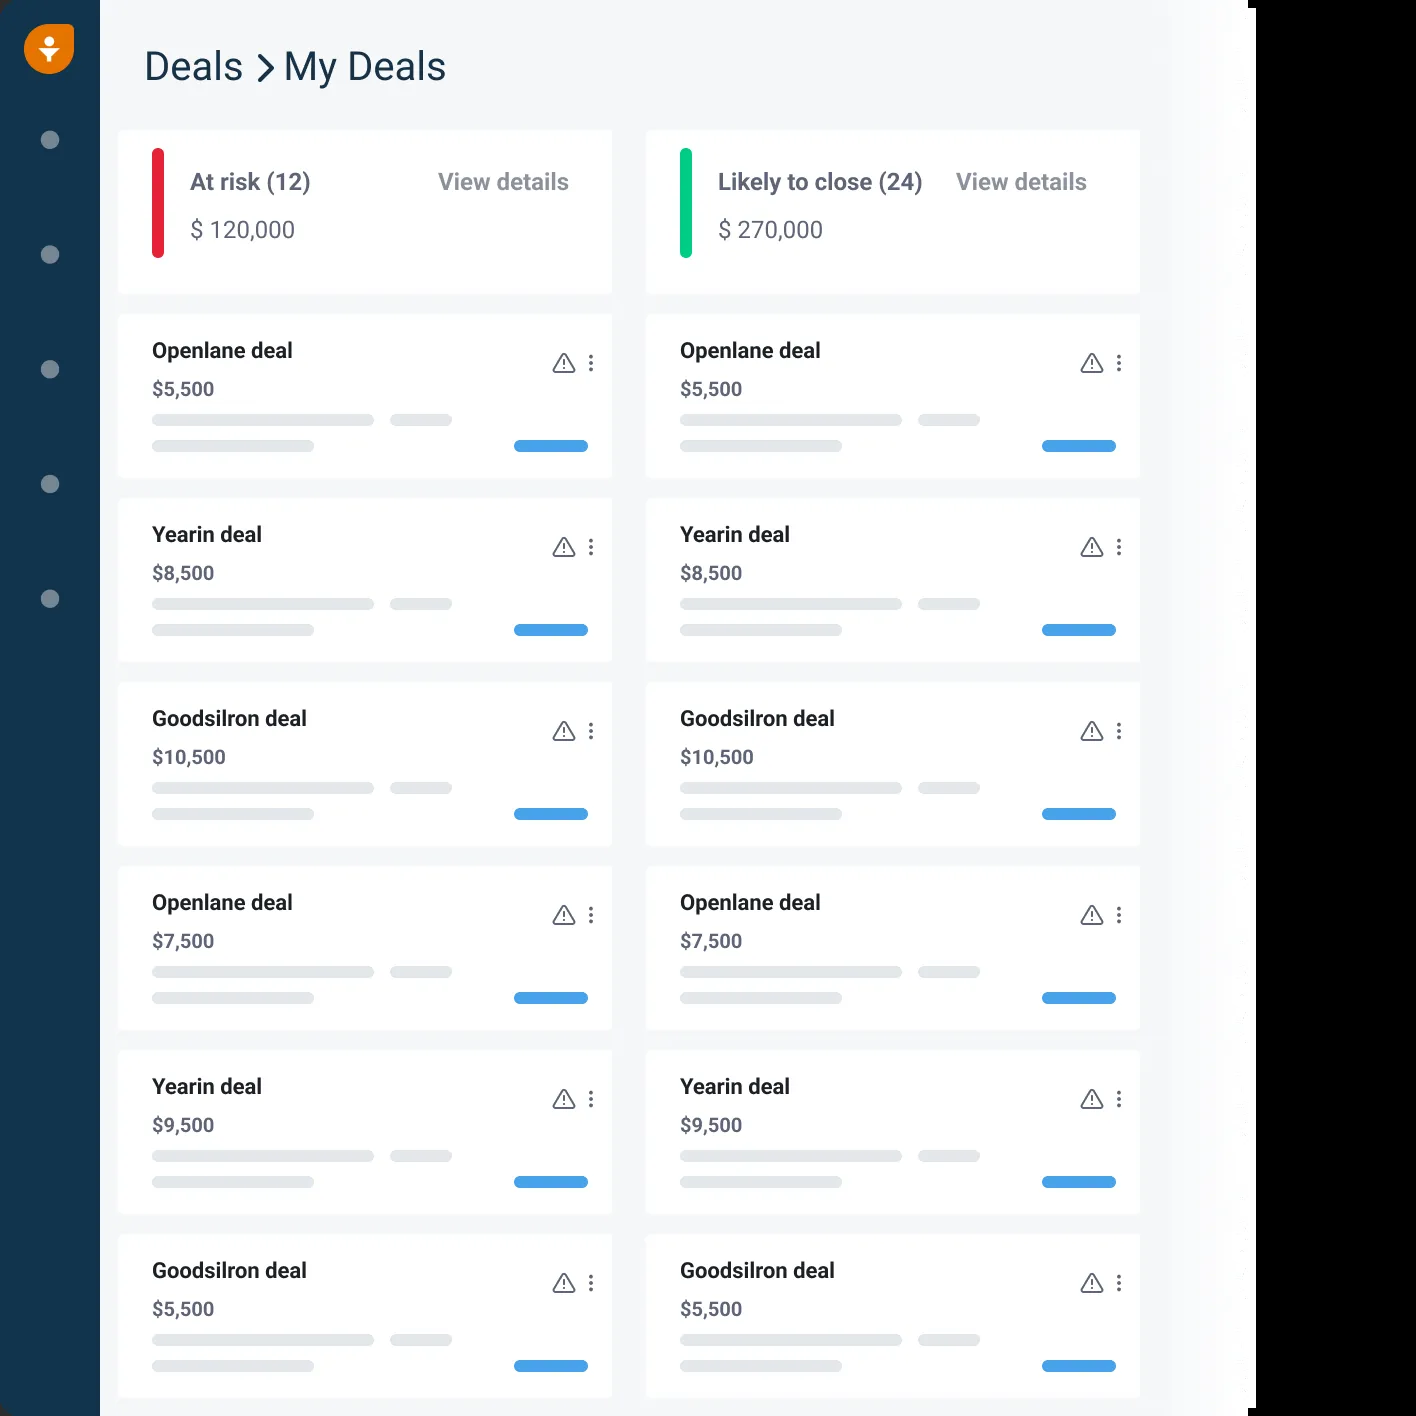 Deals > My Deals
At risk (12) View details
$ 120,000
Likely to close (24) View details
$ 270,000
Openlane deal
$5,500
Yearin deal
$8,500
Goodsilron deal
$10,500
Openlane deal
$7,500
Yearin deal
$9,500
Goodsilron deal
$5,500
Openlane deal
$5,500
Yearin deal
$8,500
Goodsilron deal
$10,500
Openlane deal
$7,500
Yearin deal
$9,500
Goodsilron deal
$5,500